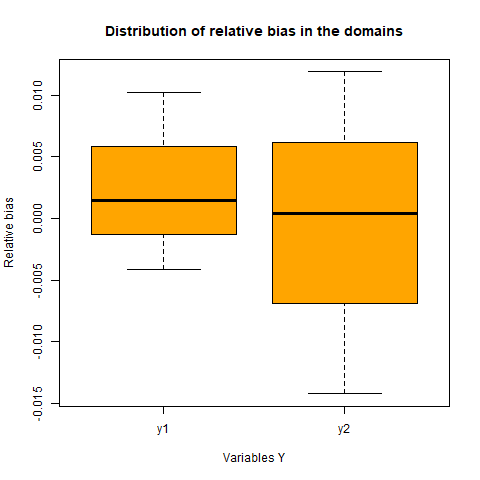 Distribution of relative bias in the domains
Relative bias
0.010
0.005
0.000
-0.005
-0.010
-0.015
y1
y2
Variables Y